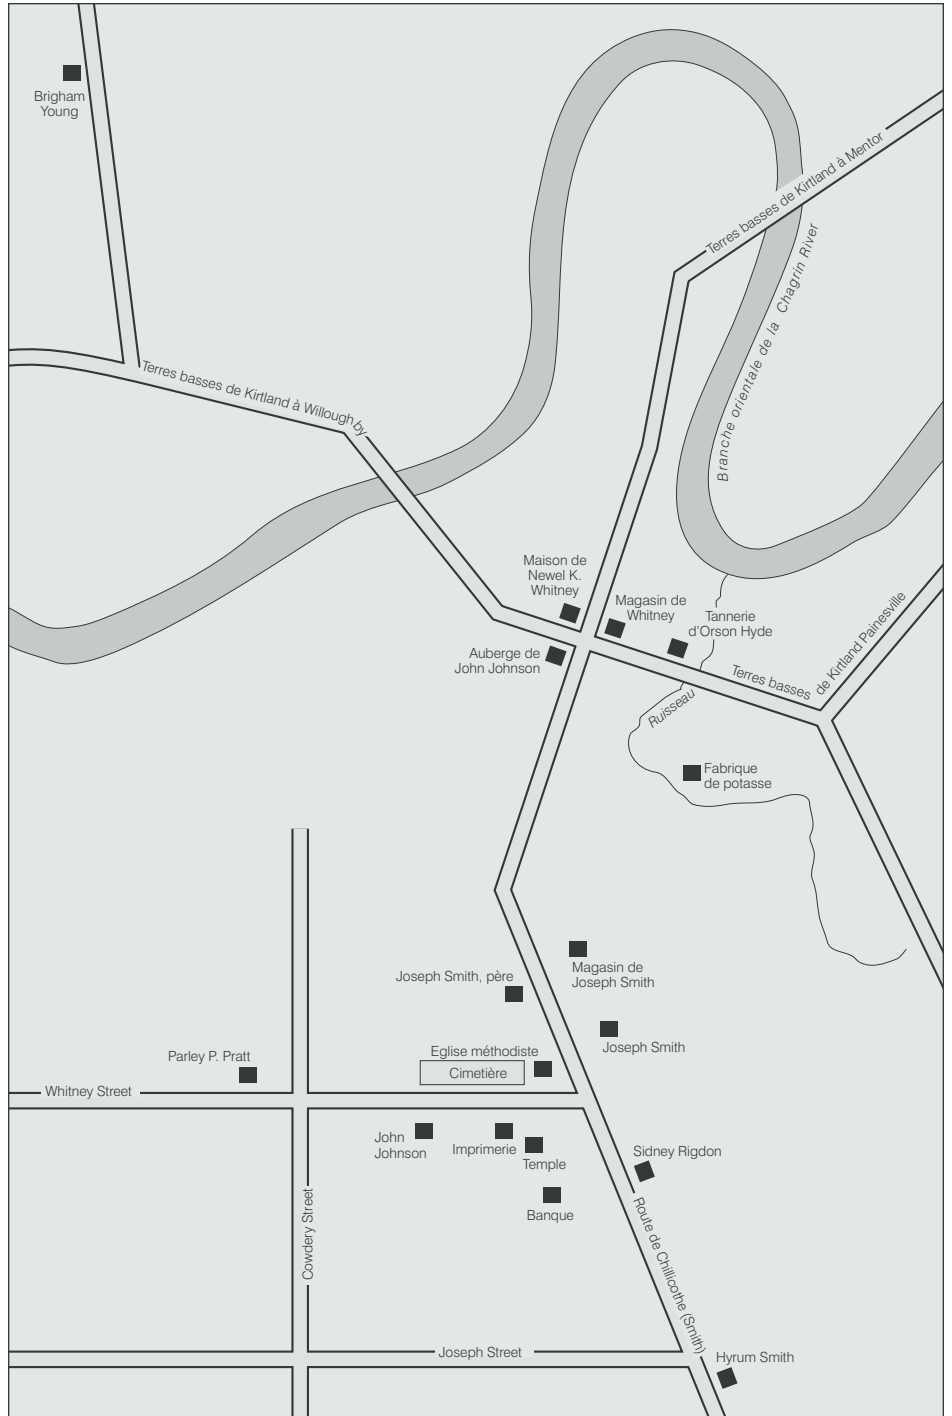 Brigham
Young
Terres basses de Kirtland à Mentor
Branche orientale de la Chagrin River
Terres basses de Kirtland à Willoughby
Maison de
Newel K.
Whitney
Magasin de
Whitney
Tannerie
d'Orson Hyde
Auberge de
John Johnson
Terres basses
de Kirtland Painesville
Ruisseau
Fabrique
de potasse
Magasin de
Joseph Smith
Joseph Smith, père
Joseph Smith
Eglise méthodiste
Cimetière
Parley P. Pratt
Whitney Street
John
Johnson
Imprimerie
Temple
Banque
Sidney Rigdon
Cowdery Street
Route de Chillicothe (Smith)
Joseph Street
Hyrum Smith